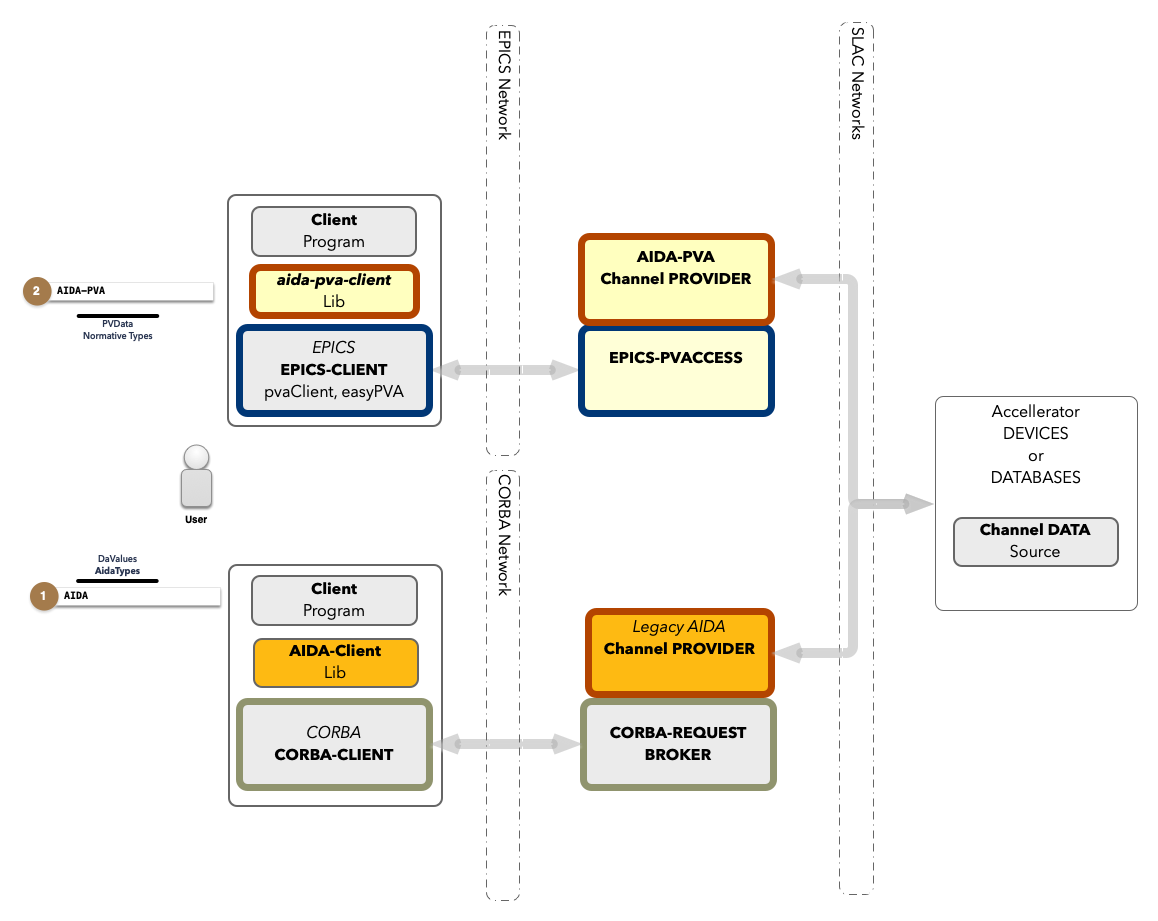 EPICS Network
SLAC Networks
Client
Program
aida-pva-client
Lib
EPICS
EPICS-CLIENT
pvaClient, easyPVA
2
AIDA-PVA
PVData
Normative Types
AIDA-PVA
Channel PROVIDER
EPICS-PVACCESS
Accellerator
DEVICES
or
DATABASES
Channel DATA
Source
User
CORBA Network
DaValues
AidaTypes
1
AIDA
Client
Program
AIDA-Client
Lib
CORBA
CORBA-CLIENT
Legacy AIDA
Channel PROVIDER
CORBA-REQUEST
BROKER